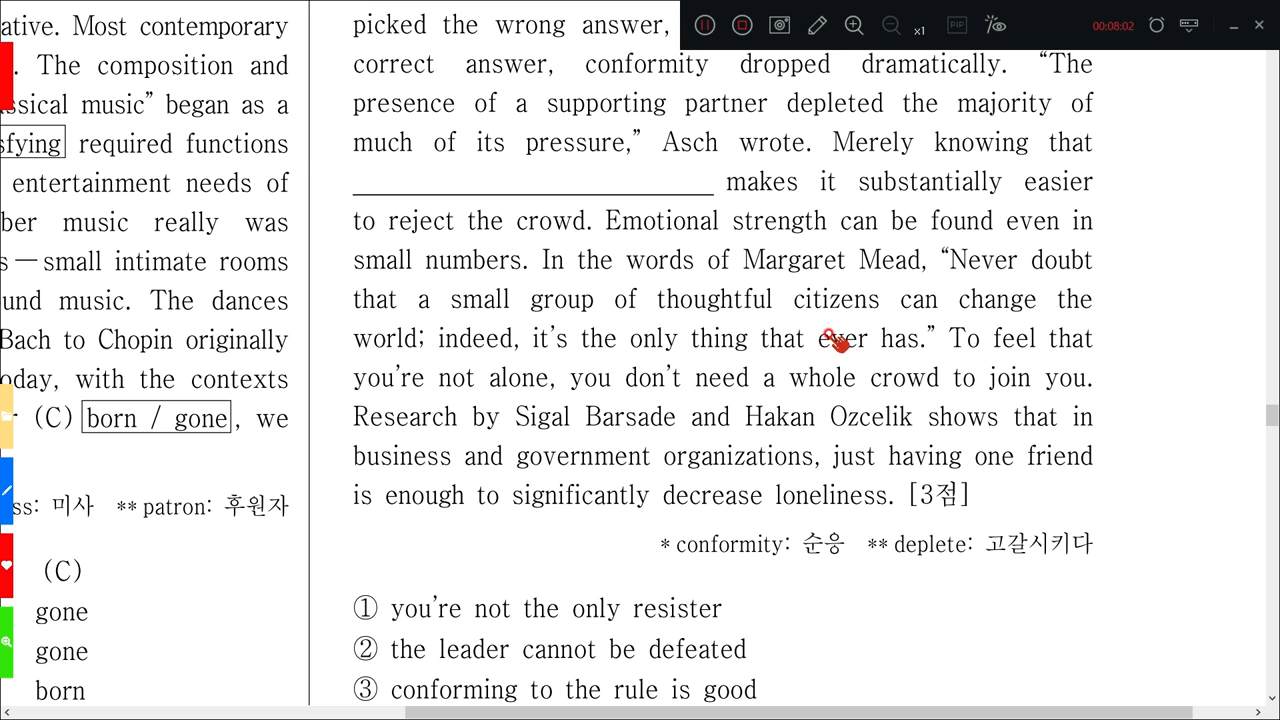 ative. Most contemporary
. The composition and
ssical music” began as a
sfying required functions
entertainment needs of
ber music really was
s — small intimate rooms
und music. The dances
Bach to Chopin originally
oday, with the contexts
(C) born / gone, we
ss: 미사 ** patron: 후원자
(C)
gone
gone
born
picked the wrong answer,
correct answer, conformity dropped dramatically. “The
presence of a supporting partner depleted the majority of
much of its pressure,” Asch wrote. Merely knowing that
makes it substantially easier
to reject the crowd. Emotional strength can be found even in
small numbers. In the words of Margaret Mead, “Never doubt
that a small group of thoughtful citizens can change the
world; indeed, it’s the only thing that ever has.” To feel that
you’re not alone, you don’t need a whole crowd to join you.
Research by Sigal Barsade and Hakan Ozcelik shows that in
business and government organizations, just having one friend
is enough to significantly decrease loneliness. [3점]
* conformity: 순응 ** deplete: 고갈시키다
① you’re not the only resister
② the leader cannot be defeated
③ conforming to the rule is good
x1
PIP
00:08:02